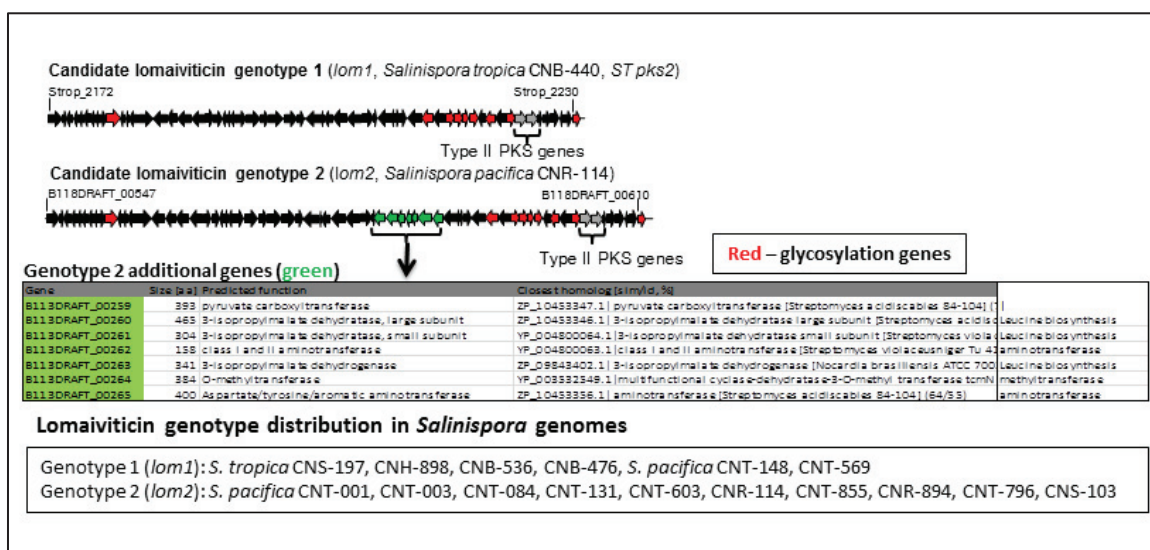 Candidate lomaiviticin genotype 1 (lom1, Salinispora tropica CNB-440, ST pks2)
Strop_2172 Strop_2230
Type II PKS genes
Candidate lomaiviticin genotype 2 (lom2, Salinispora pacifica CNR-114)
B118DRAFT_00547 B118DRAFT_00610
Type II PKS genes
Red – glycosylation genes
Genotype 2 additional genes (green)
Gene Size [aa] Predicted function Closest homolog [sim/id, %]
B113DRAFT_00259 393 pyruvate carboxyltransferase ZP_10453347.1| pyruvate carboxyltransferase [Streptomyces acidiscabies 84-104] (
B113DRAFT_00260 465 3-isopropylmalate dehydratase, large subunit ZP_10453346.1| 3-isopropylmalate dehydratase large subunit [Streptomyces acidisc Leucine biosynthesis
B113DRAFT_00261 304 3-isopropylmalate dehydratase, small subunit YP_004800064.1| 3-isopropylmalate dehydratase small subunit [Streptomyces viola Leucine biosynthesis
B113DRAFT_00262 158 class I and II aminotransferase YP_004800063.1| class I and II aminotransferase [Streptomyces violaceusniger Tu 41 aminotransferase
B113DRAFT_00263 341 3-isopropylmalate dehydrogenase ZP_09843402.1| 3-isopropylmalate dehydrogenase [Nocardia brasiliensis ATCC 700 Leucine biosynthesis
B113DRAFT_00264 384 O-methyltransferase YP_003332349.1| multifunctional cyclase-dehydratase-3-O-methyl transferase tcmN methyltransferase
B113DRAFT_00265 400 Aspartate/tyrosine/aromatic aminotransferase ZP_10453356.1| aminotransferase [Streptomyces acidiscabies 84-104] (64/53) aminotransferase
Lomaiviticin genotype distribution in Salinispora genomes
Genotype 1 (lom1): S. tropica CNS-197, CNH-898, CNB-536, CNB-476, S. pacifica CNT-148, CNT-569
Genotype 2 (lom2): S. pacifica CNT-001, CNT-003, CNT-084, CNT-131, CNT-603, CNR-114, CNT-855, CNR-894, CNT-796, CNS-103